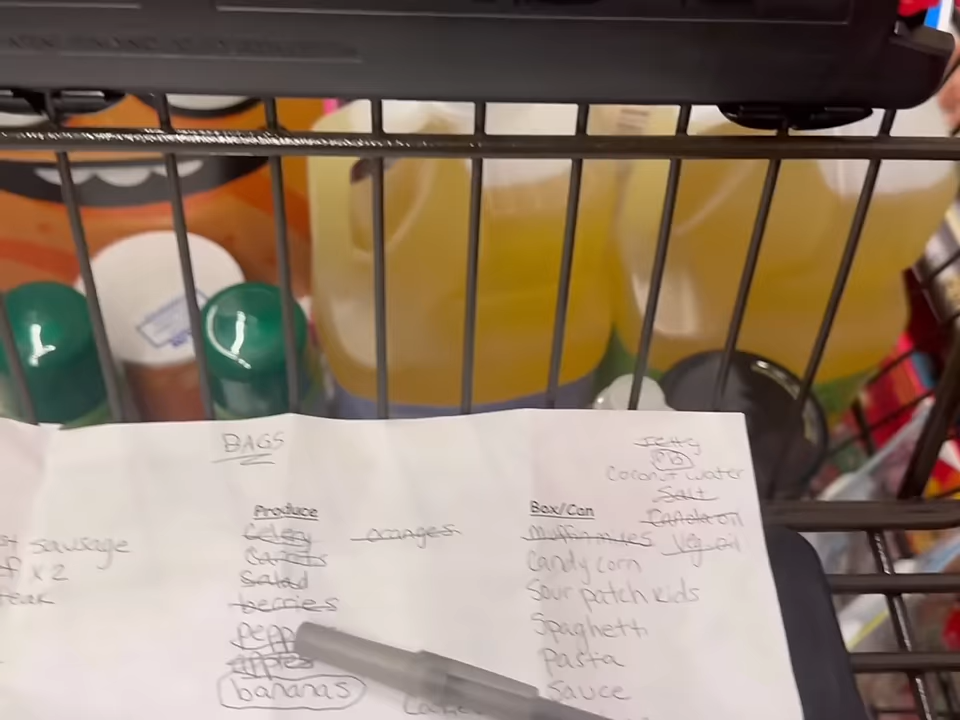 BAGS
Jelly
PB
Coconut water
Salt
Canola oil
Produce
Celery
oranges
Carrots
Salad
berries
apples
bananas
Box/Can
Muffin mixes
Veg oil
Candy corn
Sour patch kids
Spaghetti
Pasta
Sauce
sausage
x 2